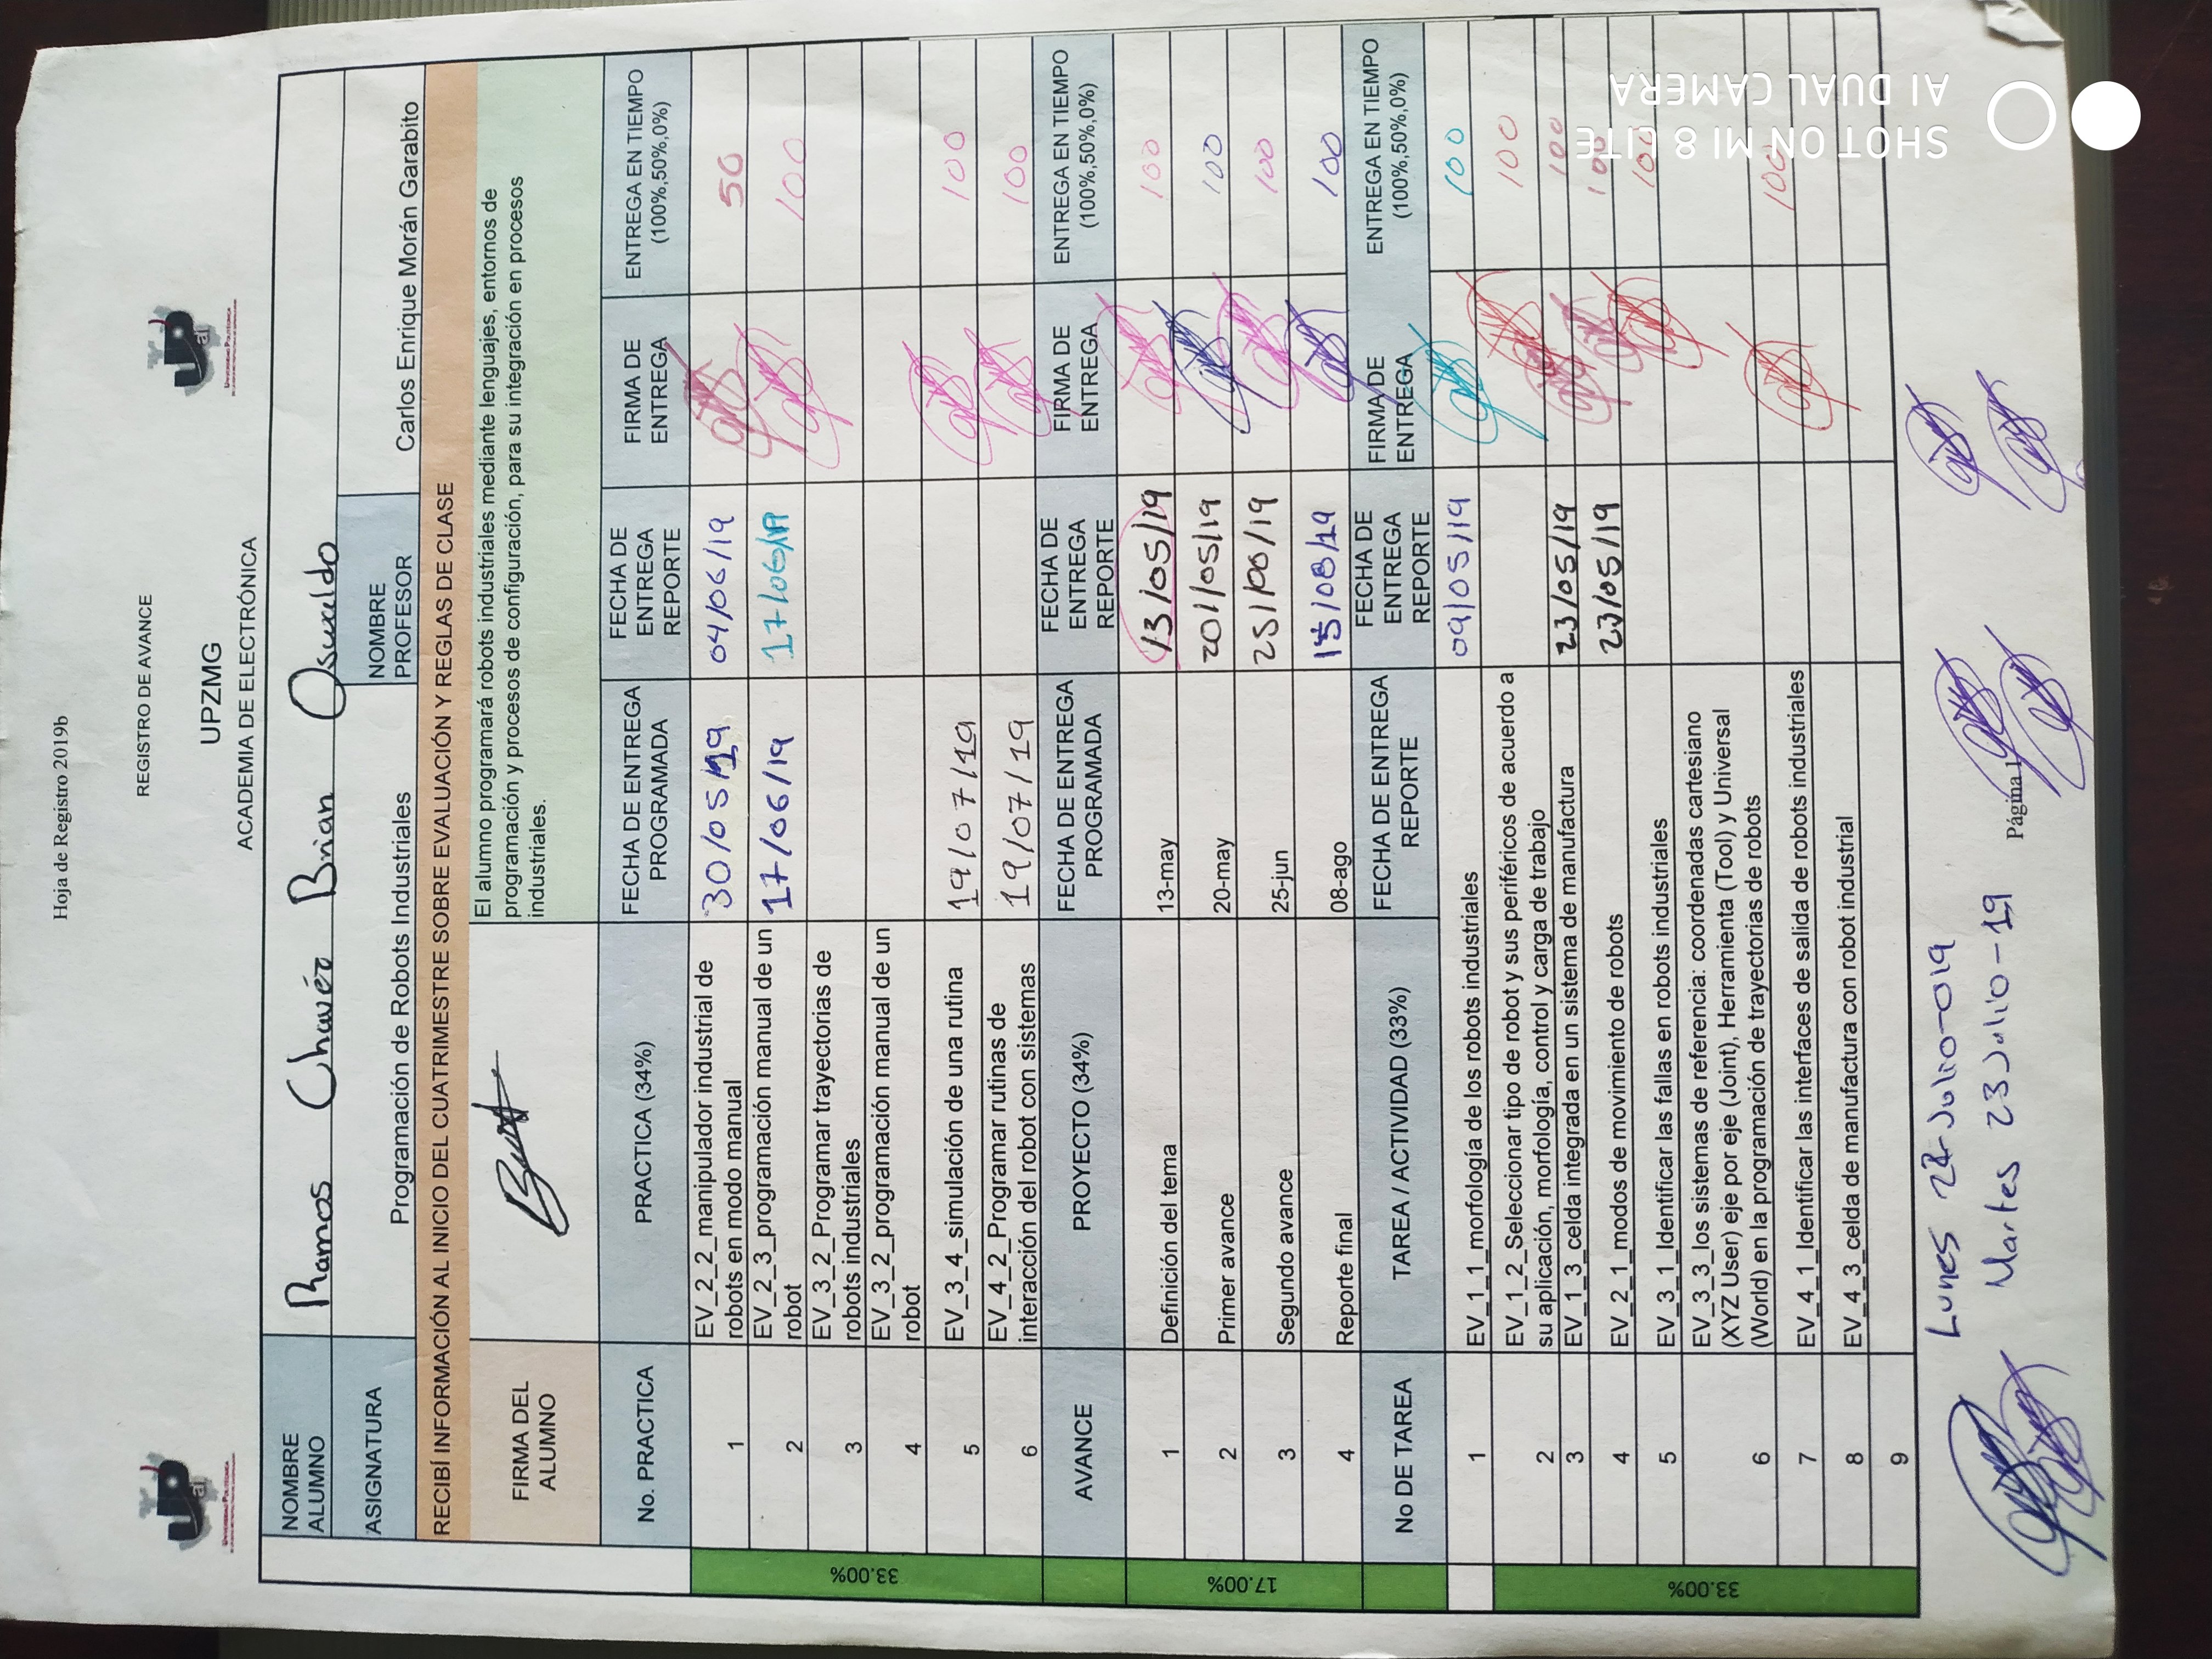 Hoja de Registro 2019b
REGISTRO DE AVANCE
UPZMG
ACADEMIA DE ELECTRÓNICA
NOMBRE ALUMNO Ramos Chavéz Brian Osvaldo
ASIGNATURA Programación de Robots Industriales NOMBRE PROFESOR Carlos Enrique Morán Garabito
RECIBÍ INFORMACIÓN AL INICIO DEL CUATRIMESTRE SOBRE EVALUACIÓN Y REGLAS DE CLASE
FIRMA DEL ALUMNO
El alumno programará robots industriales mediante lenguajes, entornos de
programación y procesos de configuración, para su integración en procesos
industriales.
No. PRACTICA PRACTICA (34%) FECHA DE ENTREGA PROGRAMADA FECHA DE ENTREGA REPORTE FIRMA DE ENTREGA ENTREGA EN TIEMPO (100%,50%,0%)
33.00%
1 EV_2_2_manipulador industrial de robots en modo manual 30/05/19 04/06/19 50
2 EV_2_3_programación manual de un robot 17/06/19 17/06/19 100
3 EV_3_2_Programar trayectorias de robots industriales
4 EV_3_2_programación manual de un robot
5 EV_3_4_simulación de una rutina 19/07/19 100
6 EV_4_2_Programar rutinas de interacción del robot con sistemas 19/07/19 100
AVANCE PROYECTO (34%) FECHA DE ENTREGA PROGRAMADA FECHA DE ENTREGA REPORTE FIRMA DE ENTREGA ENTREGA EN TIEMPO (100%,50%,0%)
17.00%
1 Definición del tema 13-may 13/05/19 100
2 Primer avance 20-may 20/05/19 100
3 Segundo avance 25-jun 25/06/19 100
4 Reporte final 08-ago 15/08/19 100
No DE TAREA TAREA / ACTIVIDAD (33%) FECHA DE ENTREGA REPORTE FECHA DE ENTREGA REPORTE FIRMA DE ENTREGA ENTREGA EN TIEMPO (100%,50%,0%)
33.00%
1 EV_1_1_morfología de los robots industriales 09/05/19 100
2 EV_1_2_Seleccionar tipo de robot y sus periféricos de acuerdo a
su aplicación, morfología, control y carga de trabajo 100
3 EV_1_3_celda integrada en un sistema de manufactura 23/05/19 100
4 EV_2_1_modos de movimiento de robots 23/05/19 100
5 EV_3_1_Identificar las fallas en robots industriales 100
6 EV_3_3_los sistemas de referencia: coordenadas cartesiano
(XYZ User) eje por eje (Joint), Herramienta (Tool) y Universal
(World) en la programación de trayectorias de robots
7 EV_4_1_Identificar las interfaces de salida de robots industriales 100
8 EV_4_3_celda de manufactura con robot industrial
9
Lunes 22-Julio-019
Martes 23 Julio-19
Página 1
SHOT ON MI 8 LITE
AI DUAL CAMERA